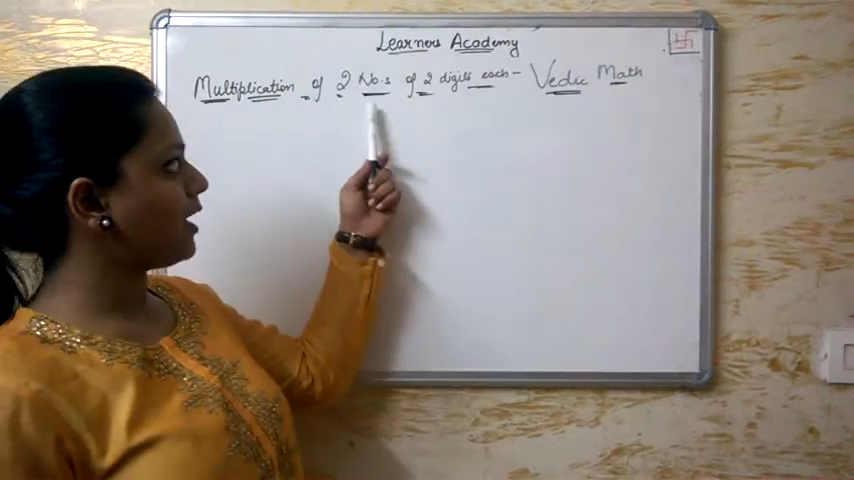 Learners Academy
Multiplication of 2 No.s of 2 digits each - Vedic Math